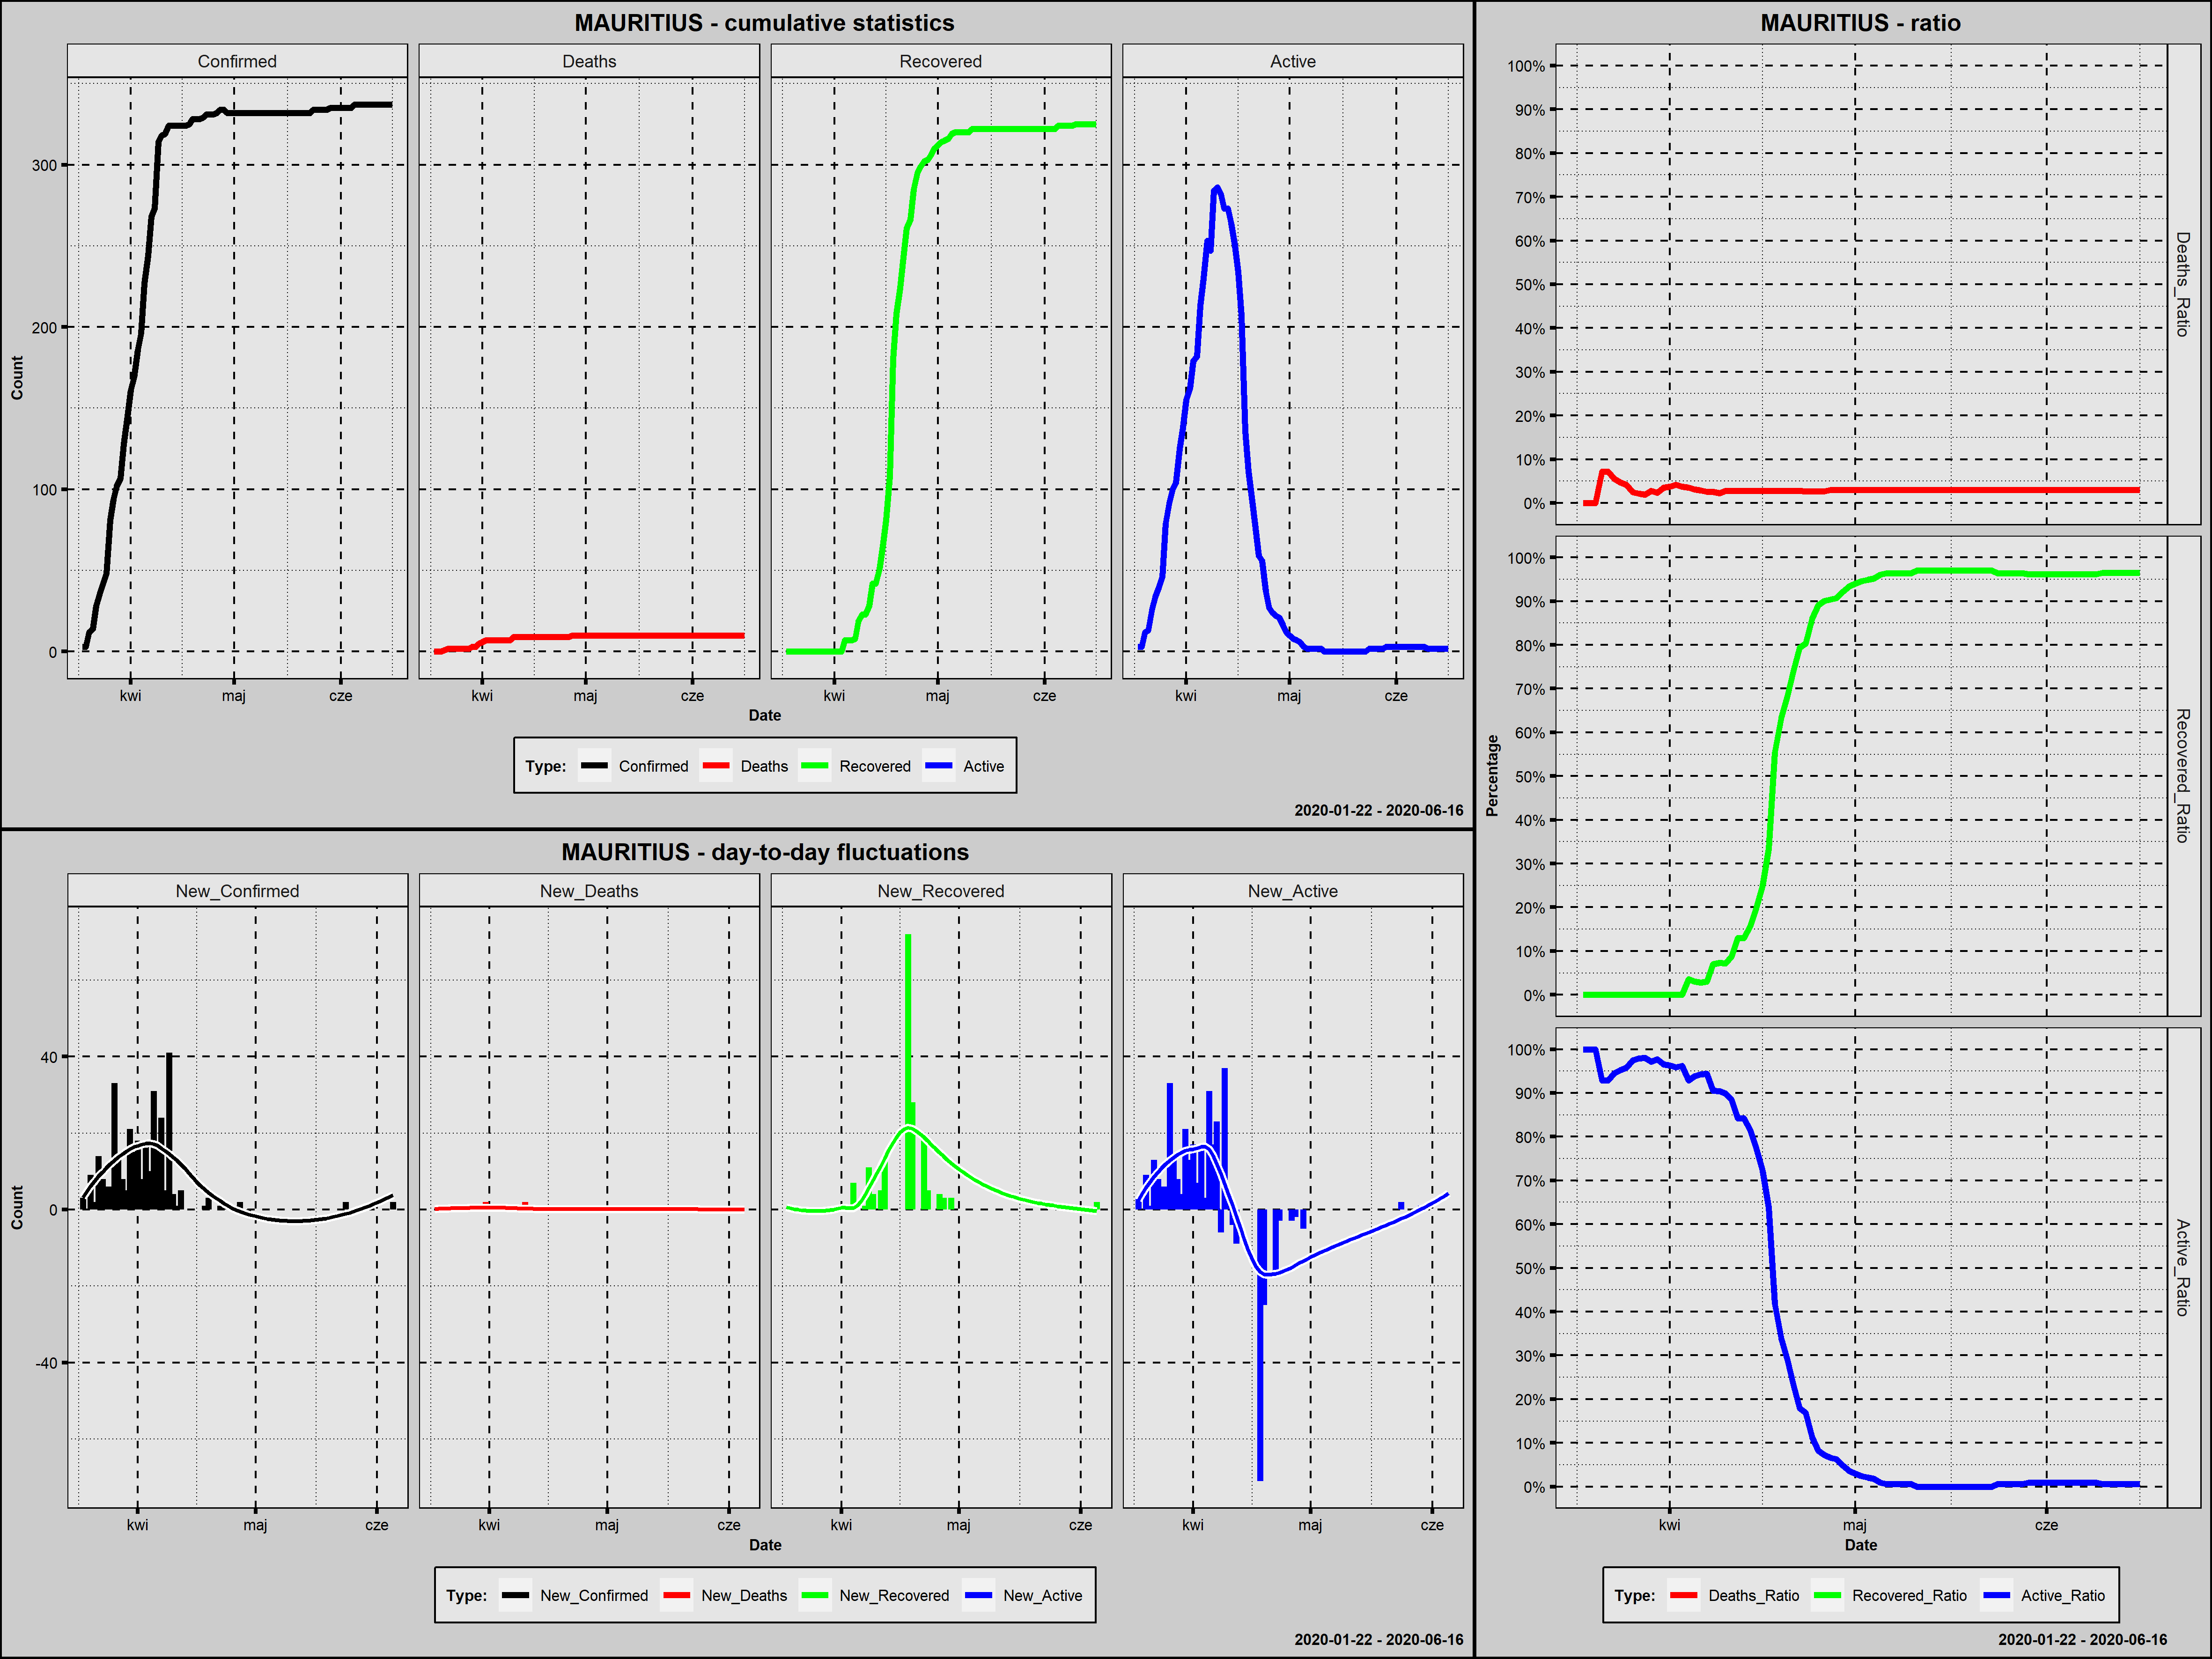 MAURITIUS - cumulative statistics
Confirmed Deaths Recovered Active
Count
300
200
100
0
kwi maj cze kwi maj cze kwi maj cze kwi maj cze
Date
Type: Confirmed Deaths Recovered Active
2020-01-22 - 2020-06-16
MAURITIUS - day-to-day fluctuations
New_Confirmed New_Deaths New_Recovered New_Active
Count
40
0
-40
kwi maj cze kwi maj cze kwi maj cze kwi maj cze
Date
Type: New_Confirmed New_Deaths New_Recovered New_Active
2020-01-22 - 2020-06-16
MAURITIUS - ratio
Percentage
100%
90%
80%
70%
60%
50%
40%
30%
20%
10%
0%
Deaths_Ratio
100%
90%
80%
70%
60%
50%
40%
30%
20%
10%
0%
Recovered_Ratio
100%
90%
80%
70%
60%
50%
40%
30%
20%
10%
0%
Active_Ratio
kwi maj cze
Date
Type: Deaths_Ratio Recovered_Ratio Active_Ratio
2020-01-22 - 2020-06-16